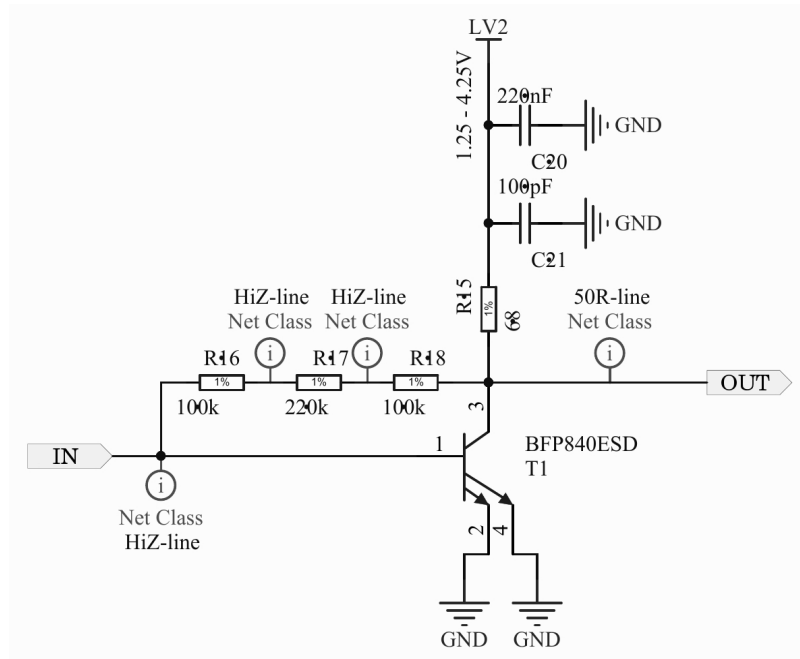 LV2
1.25 - 4.25V
220nF
GND
C20
100pF
GND
C21
R15
1%
68
HiZ-line
Net Class
i
HiZ-line
Net Class
i
50R-line
Net Class
i
R16
R17
R18
1%
1%
1%
100k
220k
100k
OUT
3
IN
1
BFP840ESD
T1
i
Net Class
HiZ-line
2
4
GND
GND